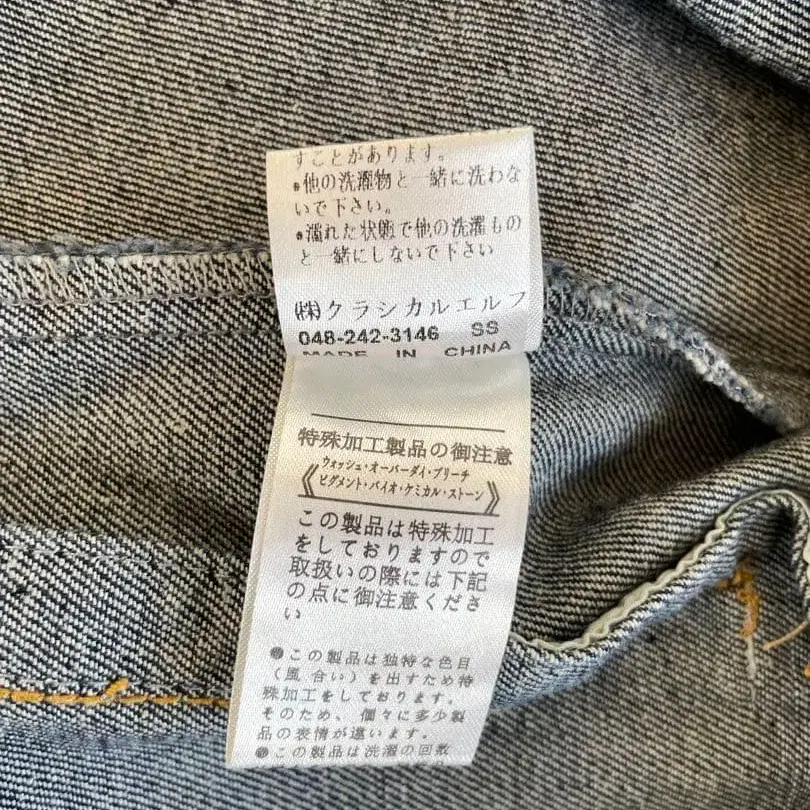 すことがあります。
●他の洗濯物と一緒に洗わな
いで下さい。
●濡れた状態で他の洗濯もの
と一緒にしないで下さい
㈱クラシカルエルフ
048-242-3146 SS
MADE IN CHINA
特殊加工製品の御注意
ウォッシュ・オーバーダイ・ブリーチ
ピグメント・バイオ・ケミカル・ストーン
この製品は特殊加工
をしておりますので
取扱いの際には下記
の点に御注意くださ
い
●この製品は独特な色目
(風合い)を出すため特
殊加工をしております。
そのため、個々に多少製
品の表情が違います。
●この製品は洗濯の回数